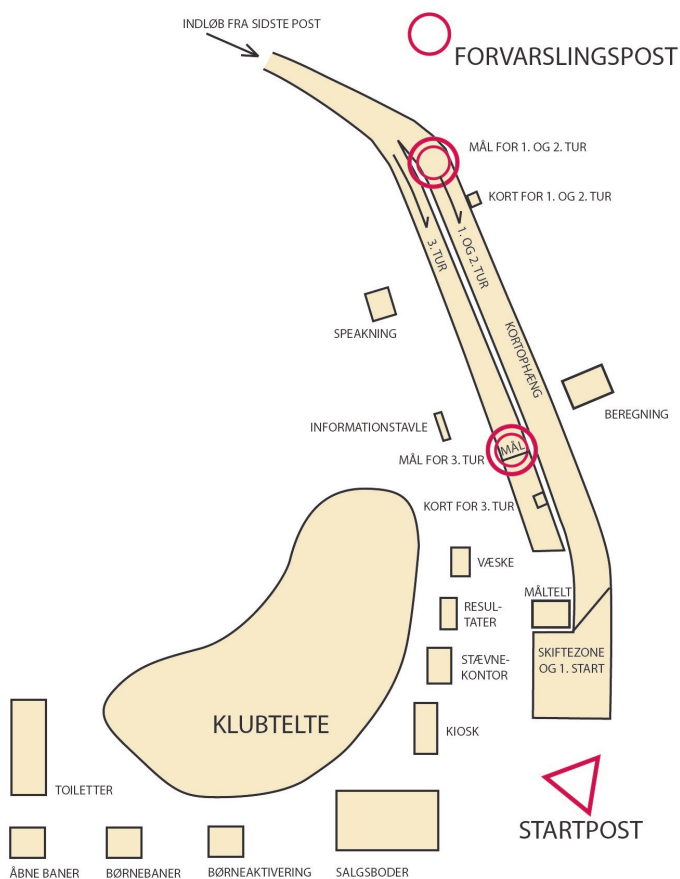 INDLØB FRA SIDSTE POST
FORVARSLINGSPOST
MÅL FOR 1. OG 2. TUR
KORT FOR 1. OG 2. TUR
3. TUR
1. OG 2. TUR
SPEAKNING
KORTOPHÆNG
BEREGNING
INFORMATIONSTAVLE
MÅL
MÅL FOR 3. TUR
KORT FOR 3. TUR
VÆSKE
MÅLTELT
RESUL-
TATER
SKIFTEZONE
OG 1. START
STÆVNE-
KONTOR
KLUBTELTE
KIOSK
TOILETTER
STARTPOST
ÅBNE BANER
BØRNEBANER
BØRNEAKTIVERING
SALGSBODER